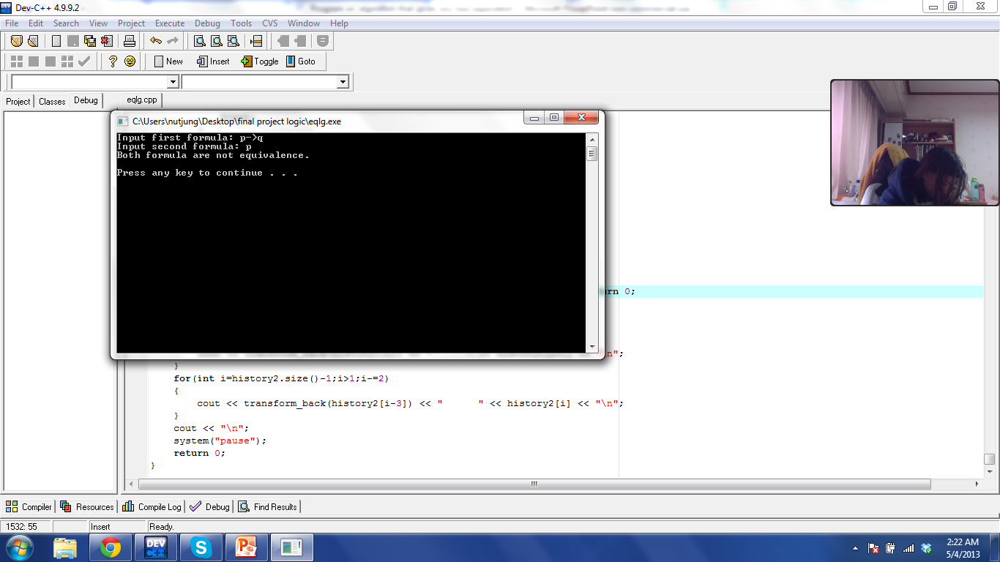 Dev-C++ 4.9.9.2
File Edit Search View Project Execute Debug Tools CVS Window Help
New Insert Toggle Goto
Project Classes Debug
eqlg.cpp
C:\Users\nutjung\Desktop\final project logic\eqlg.exe
Input first formula: p->q
Input second formula: p
Both formula are not equivalence.
Press any key to continue . . .
0;
\n";
}
for(int i=history2.size()-1;i>1;i-=2)
{
cout << transform_back(history2[i-3]) << "      " << history2[i] << "\n";
}
cout << "\n";
system("pause");
return 0;
}
Compiler Resources Compile Log Debug Find Results
1532: 55 Insert Ready.
2:22 AM
5/4/2013